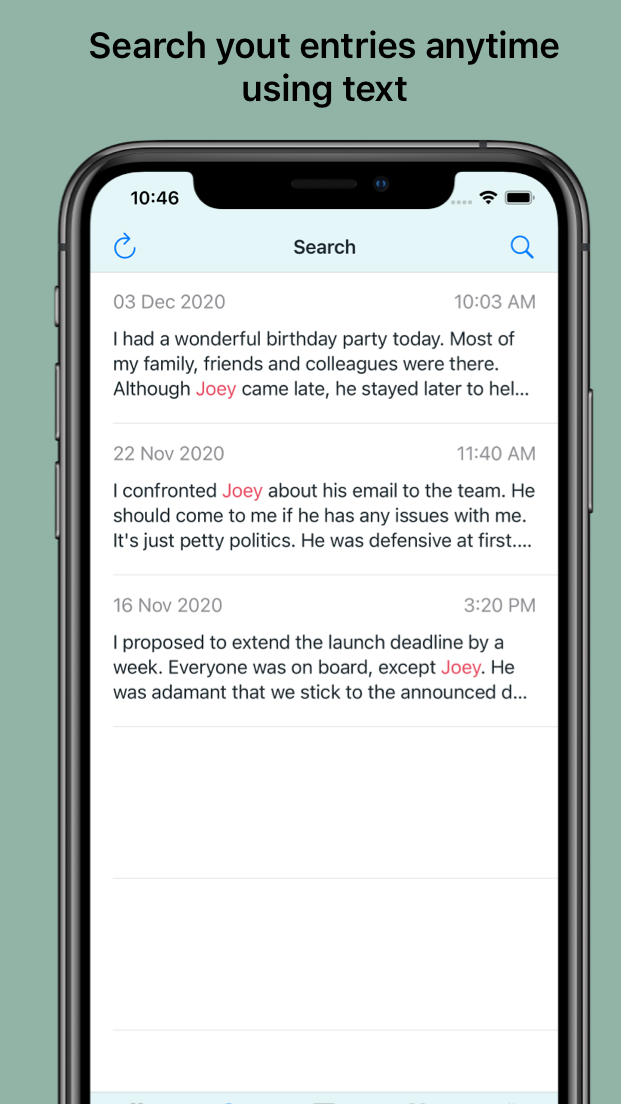 Search yout entries anytime
using text
10:46
Search
03 Dec 2020 10:03 AM
I had a wonderful birthday party today. Most of
my family, friends and colleagues were there.
Although Joey came late, he stayed later to hel...
22 Nov 2020 11:40 AM
I confronted Joey about his email to the team. He
should come to me if he has any issues with me.
It's just petty politics. He was defensive at first....
16 Nov 2020 3:20 PM
I proposed to extend the launch deadline by a
week. Everyone was on board, except Joey. He
was adamant that we stick to the announced d...